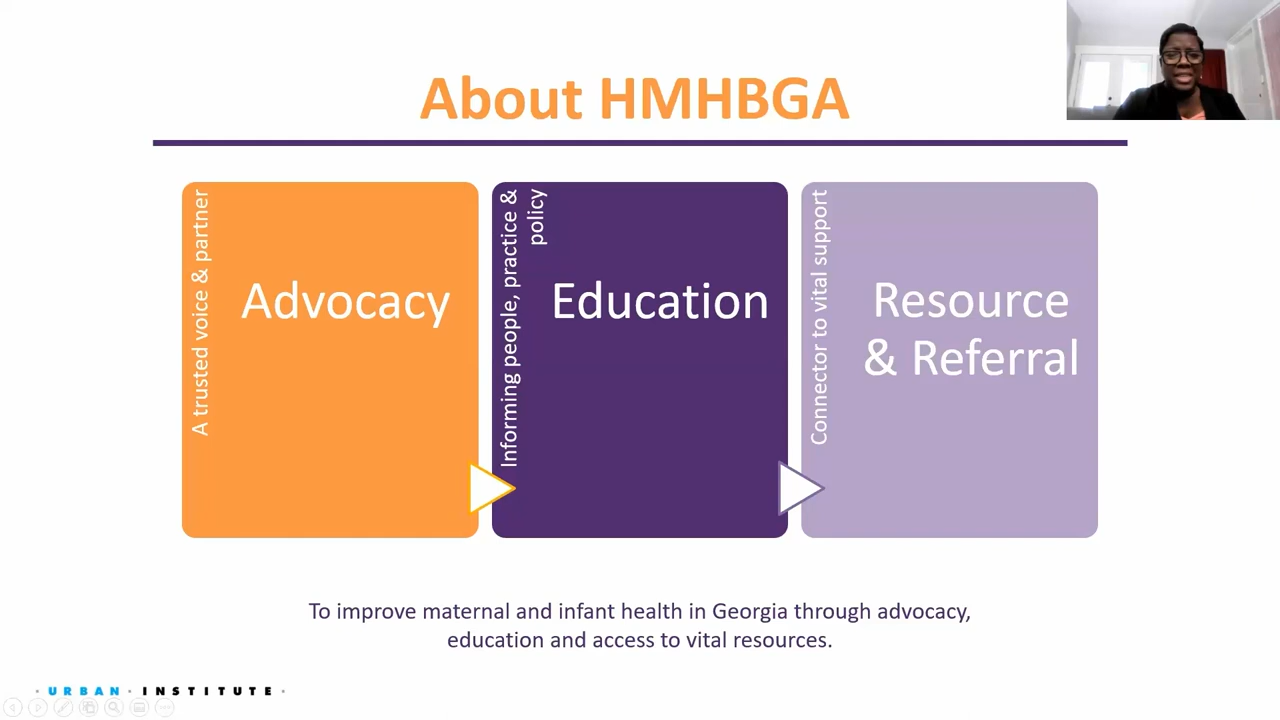 About HMHBGA
A trusted voice & partner
Advocacy
Informing people, practice &
policy
Education
Connector to vital support
Resource
& Referral
To improve maternal and infant health in Georgia through advocacy,
education and access to vital resources.
· URBAN · INSTITUTE ·